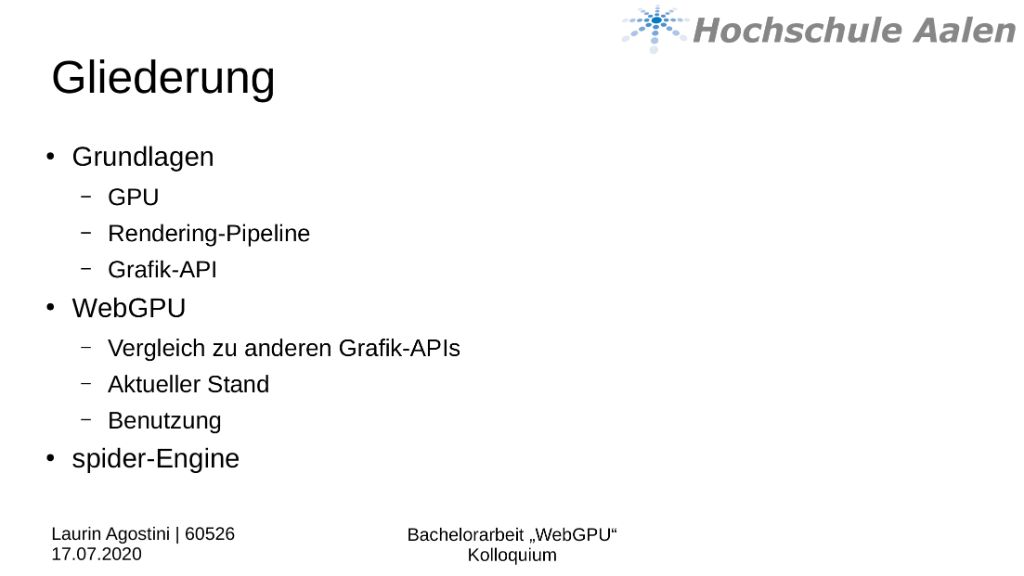 Hochschule Aalen
Gliederung
• Grundlagen
– GPU
– Rendering-Pipeline
– Grafik-API
• WebGPU
– Vergleich zu anderen Grafik-APIs
– Aktueller Stand
– Benutzung
• spider-Engine
Laurin Agostini | 60526
17.07.2020
Bachelorarbeit „WebGPU“
Kolloquium